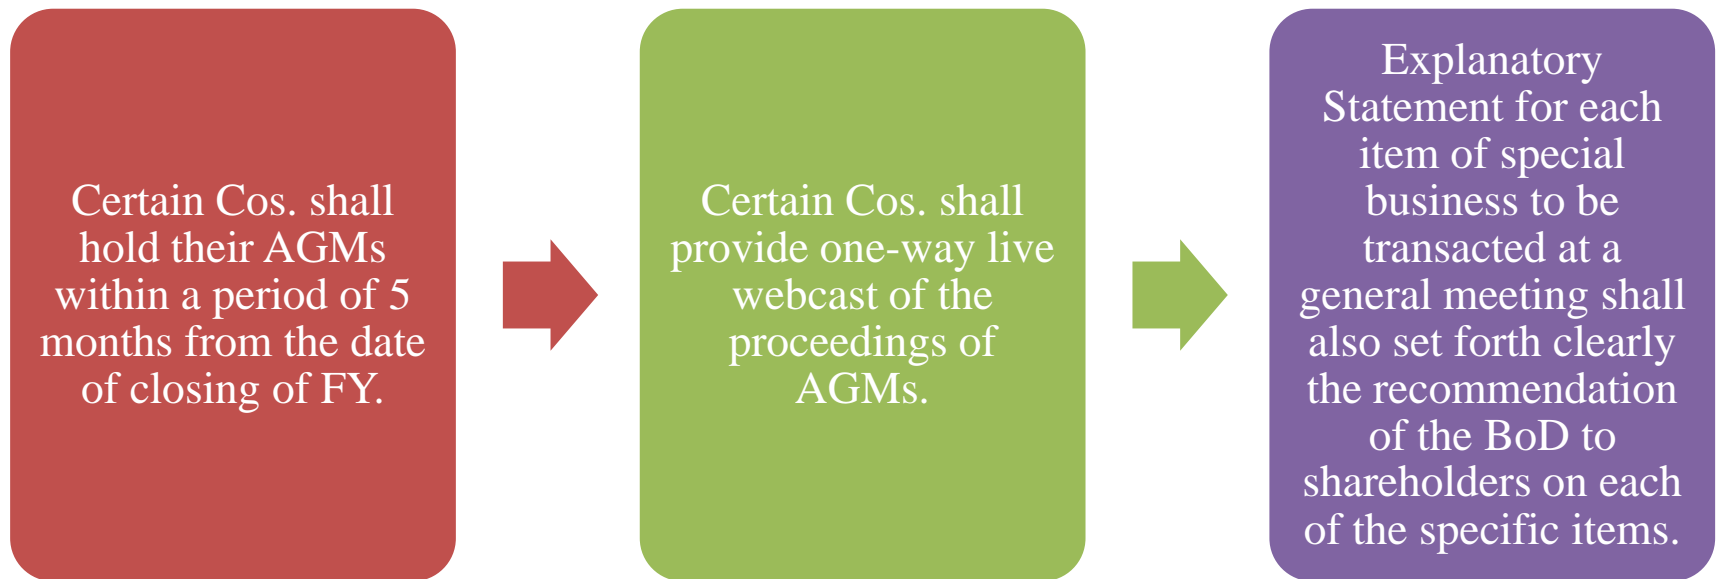 Certain Cos. shall
hold their AGMs
within a period of 5
months from the date
of closing of FY.
Certain Cos. shall
provide one-way live
webcast of the
proceedings of
AGMs.
Explanatory
Statement for each
item of special
business to be
transacted at a
general meeting shall
also set forth clearly
the recommendation
of the BoD to
shareholders on each
of the specific items.